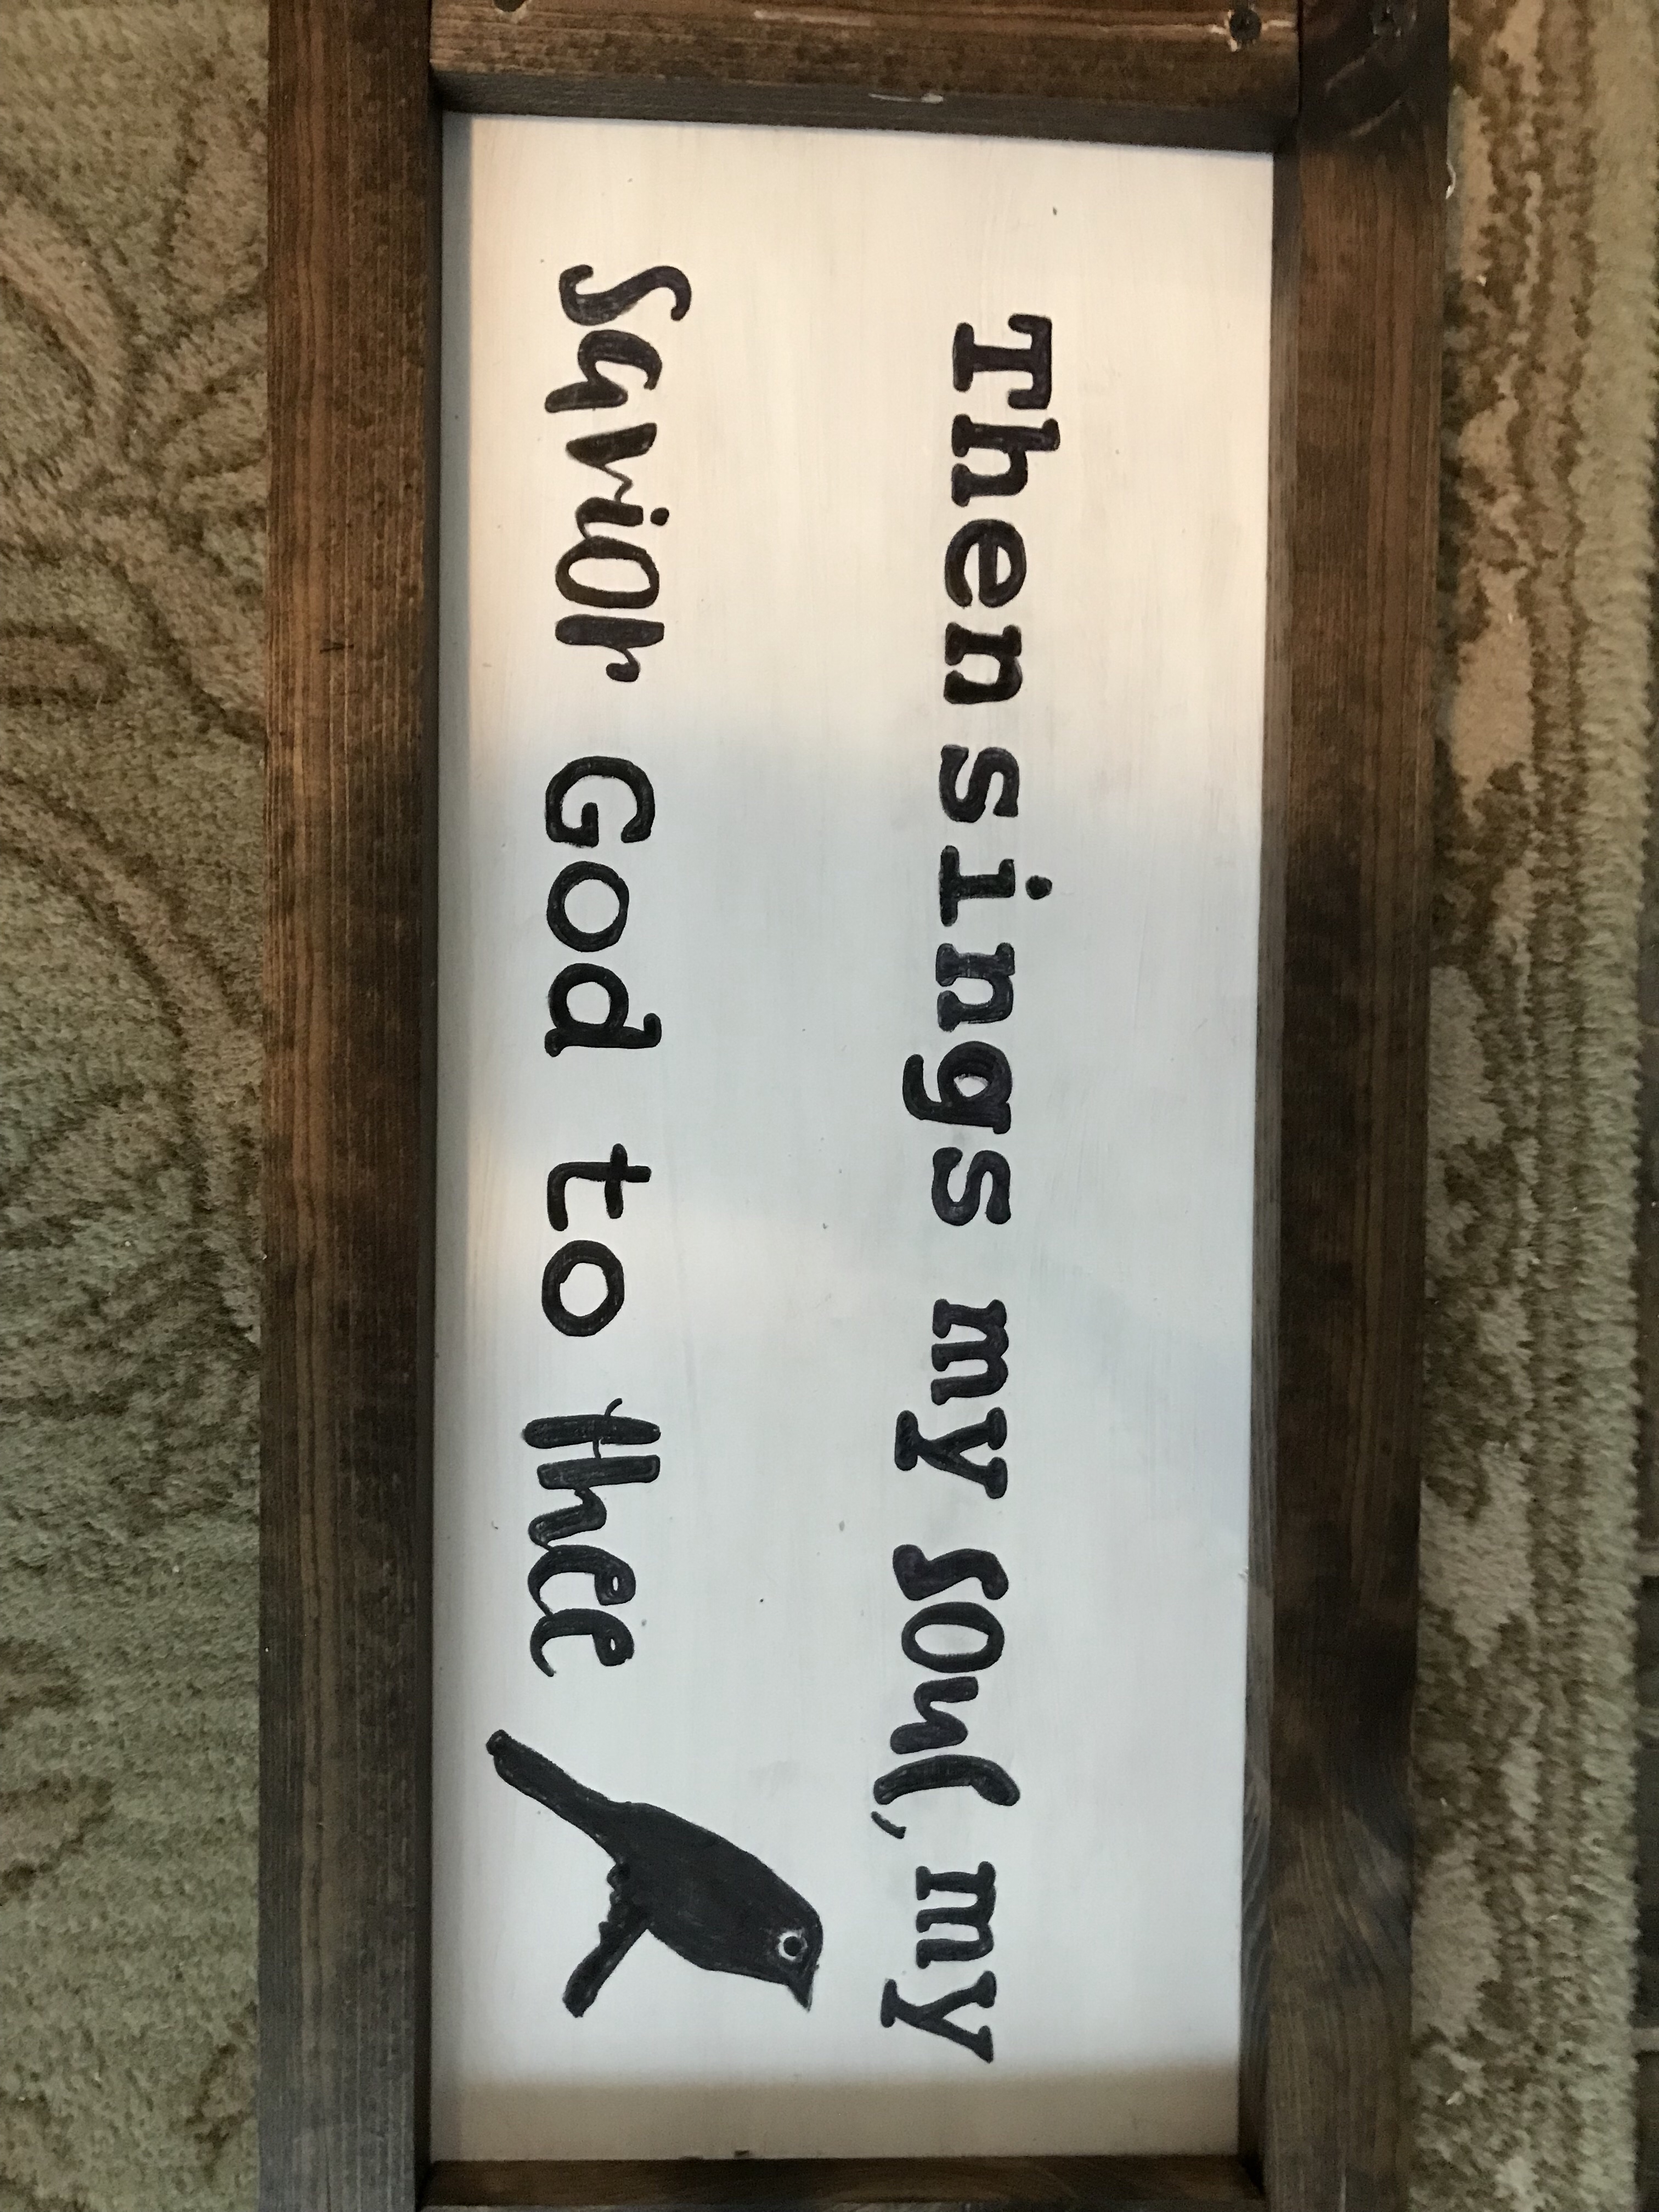 Then sings my soul, my
Savior God to thee